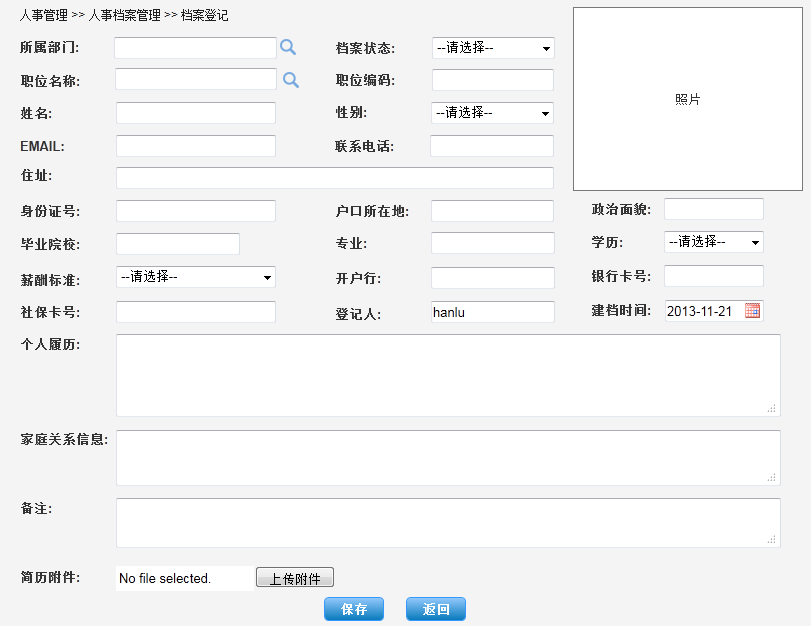 人事管理 >> 人事档案管理 >> 档案登记
所属部门: 档案状态: --请选择--
职位名称: 职位编码:
照片
姓名: 性别: --请选择--
EMAIL: 联系电话:
住址:
身份证号: 户口所在地: 政治面貌:
毕业院校: 专业: 学历: --请选择--
薪酬标准: --请选择-- 开户行: 银行卡号:
社保卡号: 登记人: hanlu 建档时间: 2013-11-21
个人履历:
家庭关系信息:
备注:
简历附件: No file selected. 上传附件
保存 返回